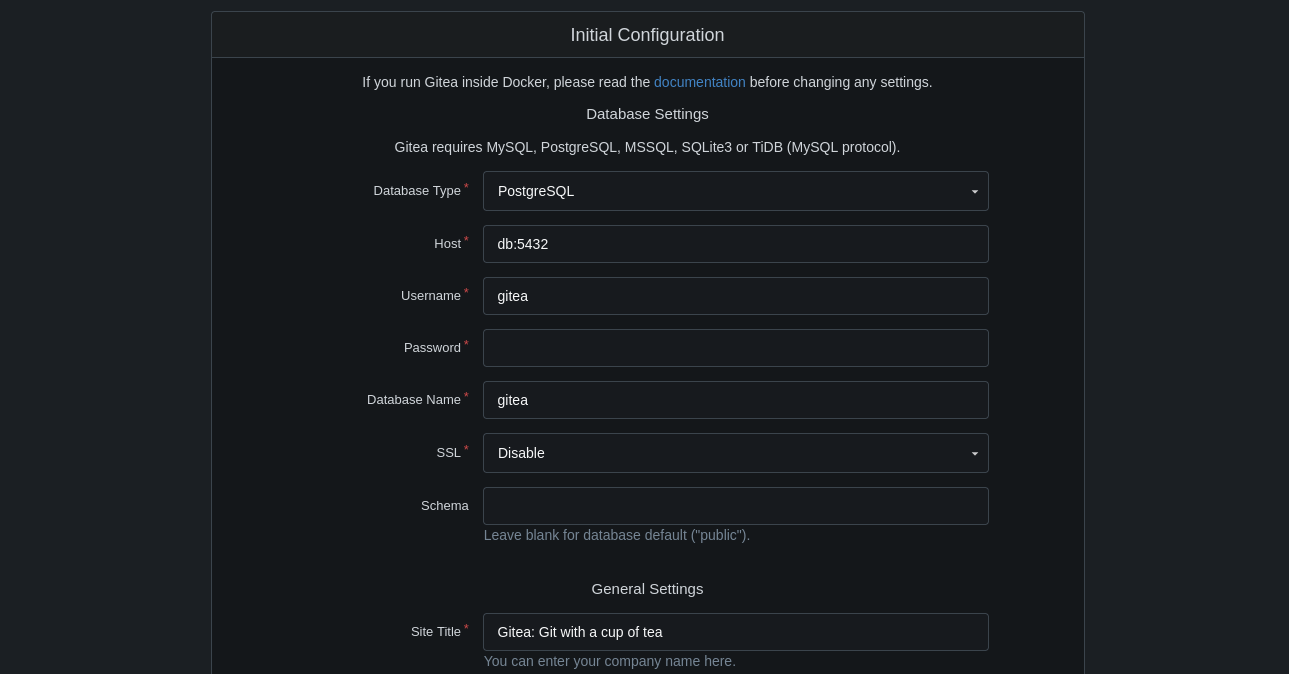 Initial Configuration
If you run Gitea inside Docker, please read the documentation before changing any settings.
Database Settings
Gitea requires MySQL, PostgreSQL, MSSQL, SQLite3 or TiDB (MySQL protocol).
Database Type * PostgreSQL
Host * db:5432
Username * gitea
Password *
Database Name * gitea
SSL * Disable
Schema
Leave blank for database default ("public").
General Settings
Site Title * Gitea: Git with a cup of tea
You can enter your company name here.